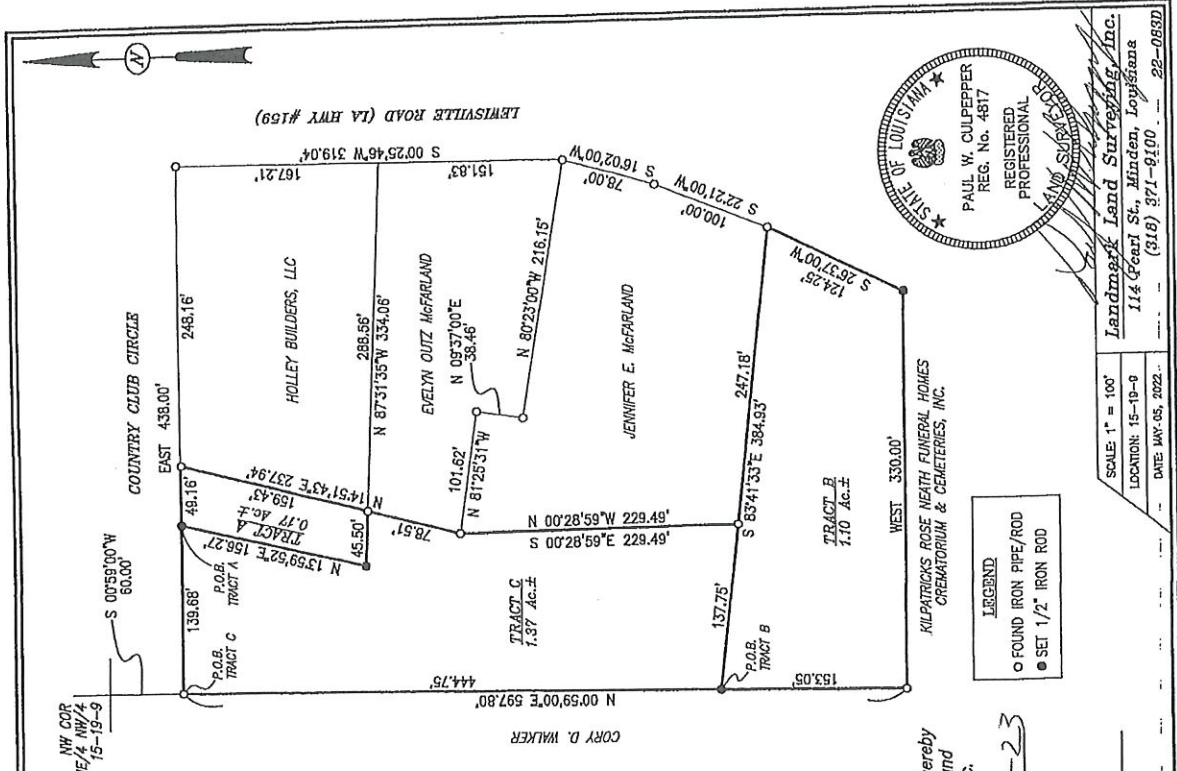 NW COR
NE/4 NW/4
15-19-9
S 00°59'00"W
60.00'
COUNTRY CLUB CIRCLE
EAST 438.00'
139.68'
49.16'
248.16'
P.O.B.
TRACT C
P.O.B.
TRACT A
N 13°59'52"E 156.27'
TRACT A
0.17 Ac.±
159.43'
N 14°51'43"E 237.94'
45.50'
78.51'
HOLLEY BUILDERS, LLC
167.21'
S 00°25'46"W 319.04'
151.83'
LEWISVILLE ROAD (LA HWY #159)
288.56'
N 87°31'35"W 334.06'
EVELYN OUTZ McFARLAND
N 09°37'00"E
38.46'
101.62'
N 81°25'31"W
N 80°23'00"W 216.15'
78.00'
S 16°02'00"W
100.00'
S 22°21'00"W
JENNIFER E. McFARLAND
N 00°28'59"W 229.49'
S 00°28'59"E 229.49'
TRACT C
1.37 Ac.±
444.75'
N 00°59'00"E 597.80'
CORY D. WALKER
137.75'
247.18'
S 83°41'33"E 384.93'
P.O.B.
TRACT B
153.05'
TRACT B
1.10 Ac.±
124.25'
S 26°37'00"W
WEST 330.00'
KILPATRICKS ROSE NEATH FUNERAL HOMES
CREMATORIUM & CEMETERIES, INC.
LEGEND
FOUND IRON PIPE/ROD
SET 1/2" IRON ROD
STATE OF LOUISIANA
PAUL W. CULPEPPER
REG. No. 4817
REGISTERED
PROFESSIONAL
LAND SURVEYOR
N
ereby
and
-23
SCALE: 1" = 100'
LOCATION: 15-19-9
DATE: MAY 05, 2022
Landmark Land Surveying, Inc.
114 Pearl St., Minden, Louisiana
(318) 371-9100
22-083D